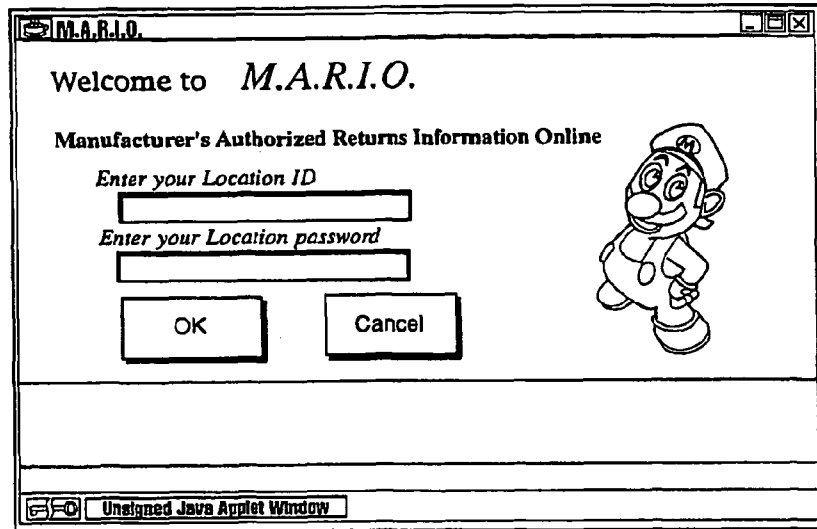 M.A.R.I.O.
Welcome to M.A.R.I.O.
Manufacturer's Authorized Returns Information Online
M
Enter your Location ID
Enter your Location password
OK Cancel
Unsigned Java Applet Window